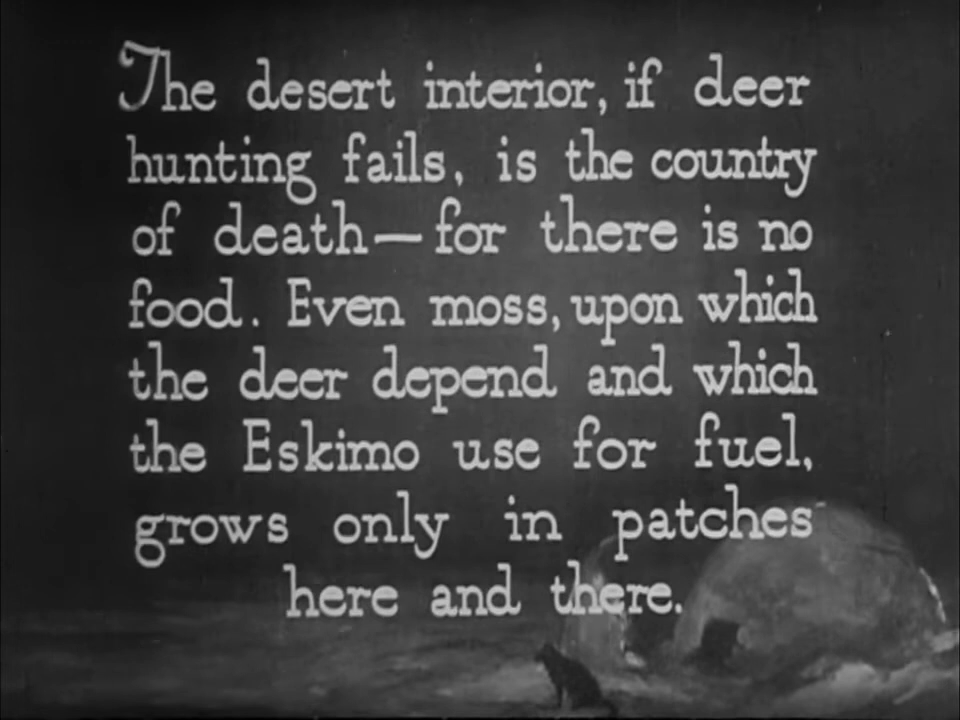 The desert interior, if deer
hunting fails, is the country
of death—for there is no
food. Even moss, upon which
the deer depend and which
the Eskimo use for fuel,
grows only in patches
here and there.